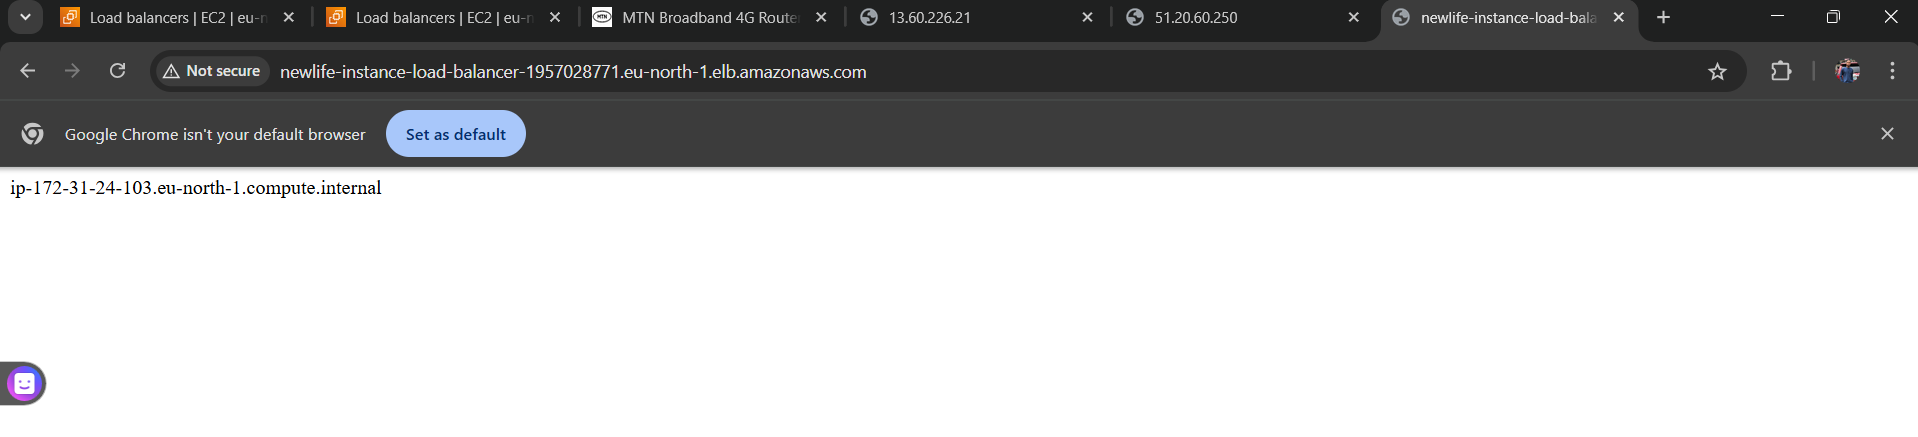 Load balancers | EC2 | eu-n
Load balancers | EC2 | eu-n
MTN
MTN Broadband 4G Route
13.60.226.21
51.20.60.250
newlife-instance-load-bala
Not secure
newlife-instance-load-balancer-1957028771.eu-north-1.elb.amazonaws.com
Google Chrome isn't your default browser
Set as default
ip-172-31-24-103.eu-north-1.compute.internal